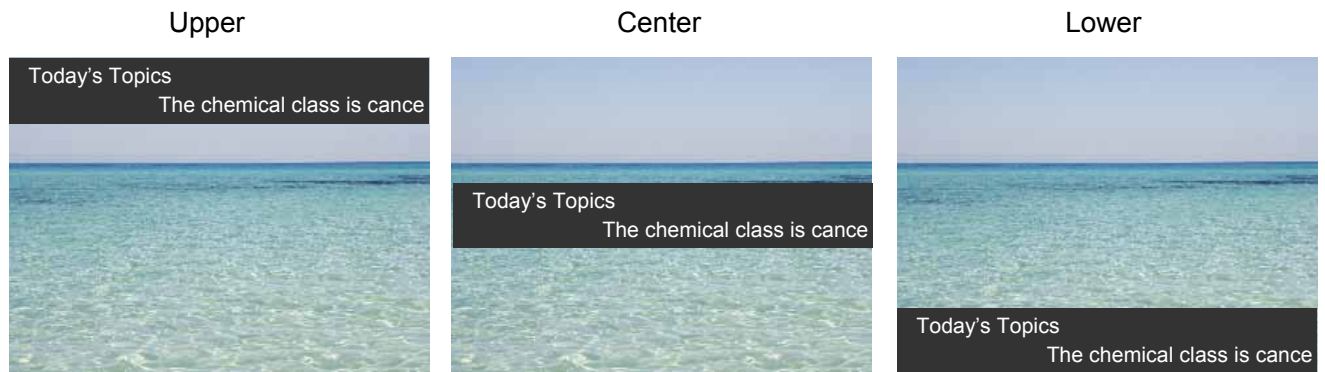 Upper
Center
Lower
Today's Topics
The chemical class is cance
Today's Topics
The chemical class is cance
Today's Topics
The chemical class is cance